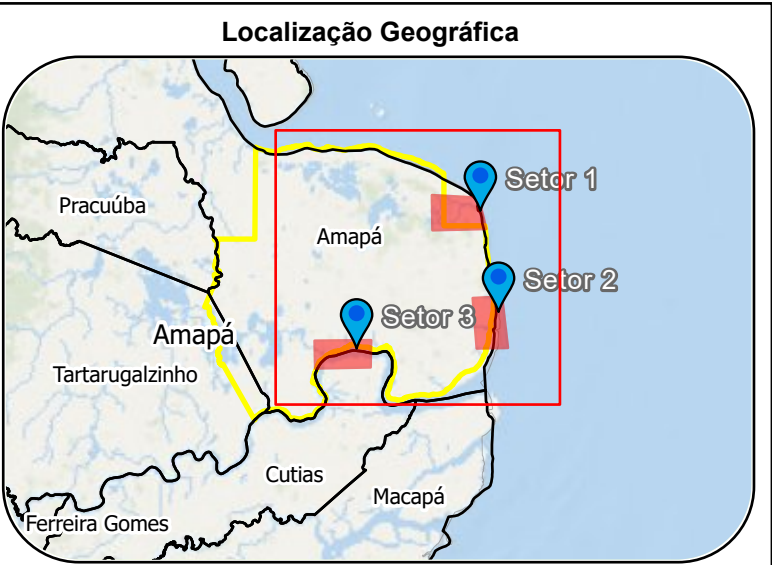 Localização Geográfica
Setor 1
Pracuúba
Amapá
Setor 2
Setor 3
Amapá
Tartarugalzinho
Cutias
Macapá
Ferreira Gomes